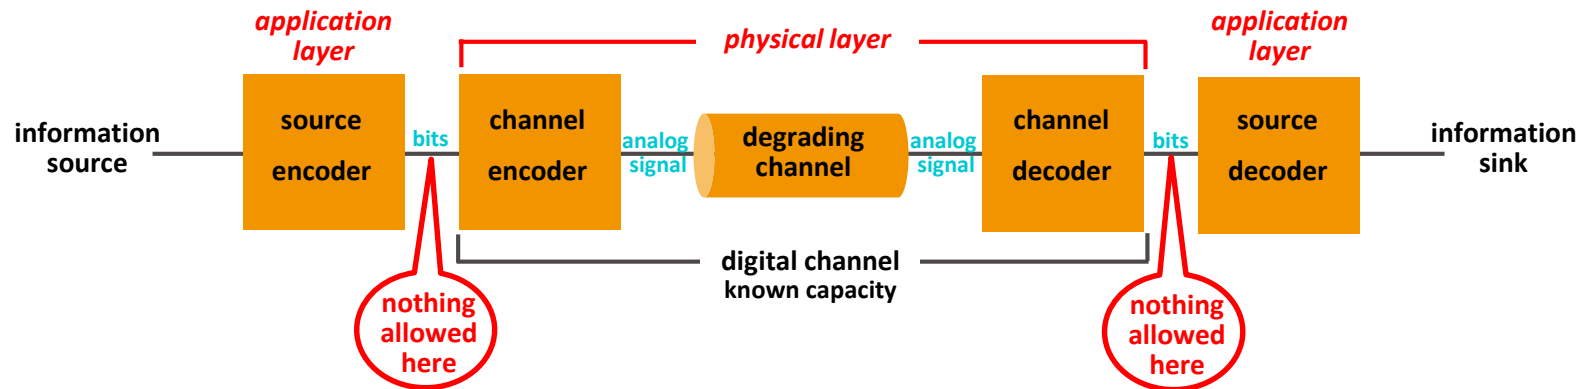 application
layer
physical layer
application
layer
information
source
source
encoder
bits
channel
encoder
analog
signal
degrading
channel
analog
signal
channel
decoder
bits
source
decoder
information
sink
digital channel
known capacity
nothing
allowed
here
nothing
allowed
here